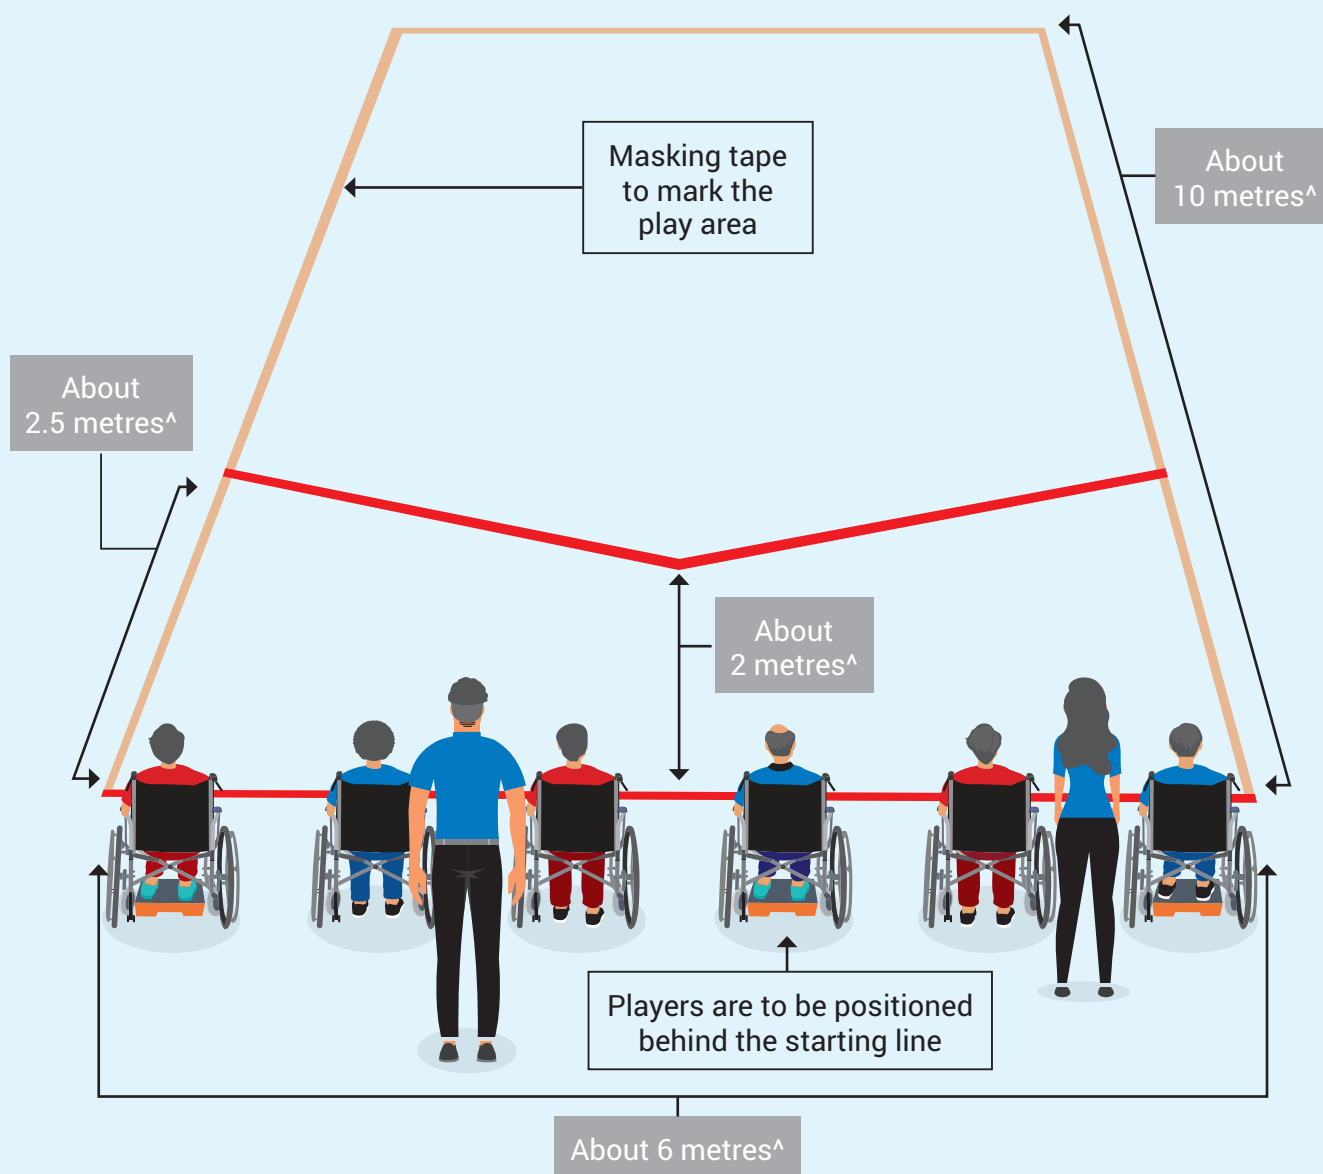 Masking tape
to mark the
play area
About
10 metres^
About
2.5 metres^
About
2 metres^
Players are to be positioned
behind the starting line
About 6 metres^